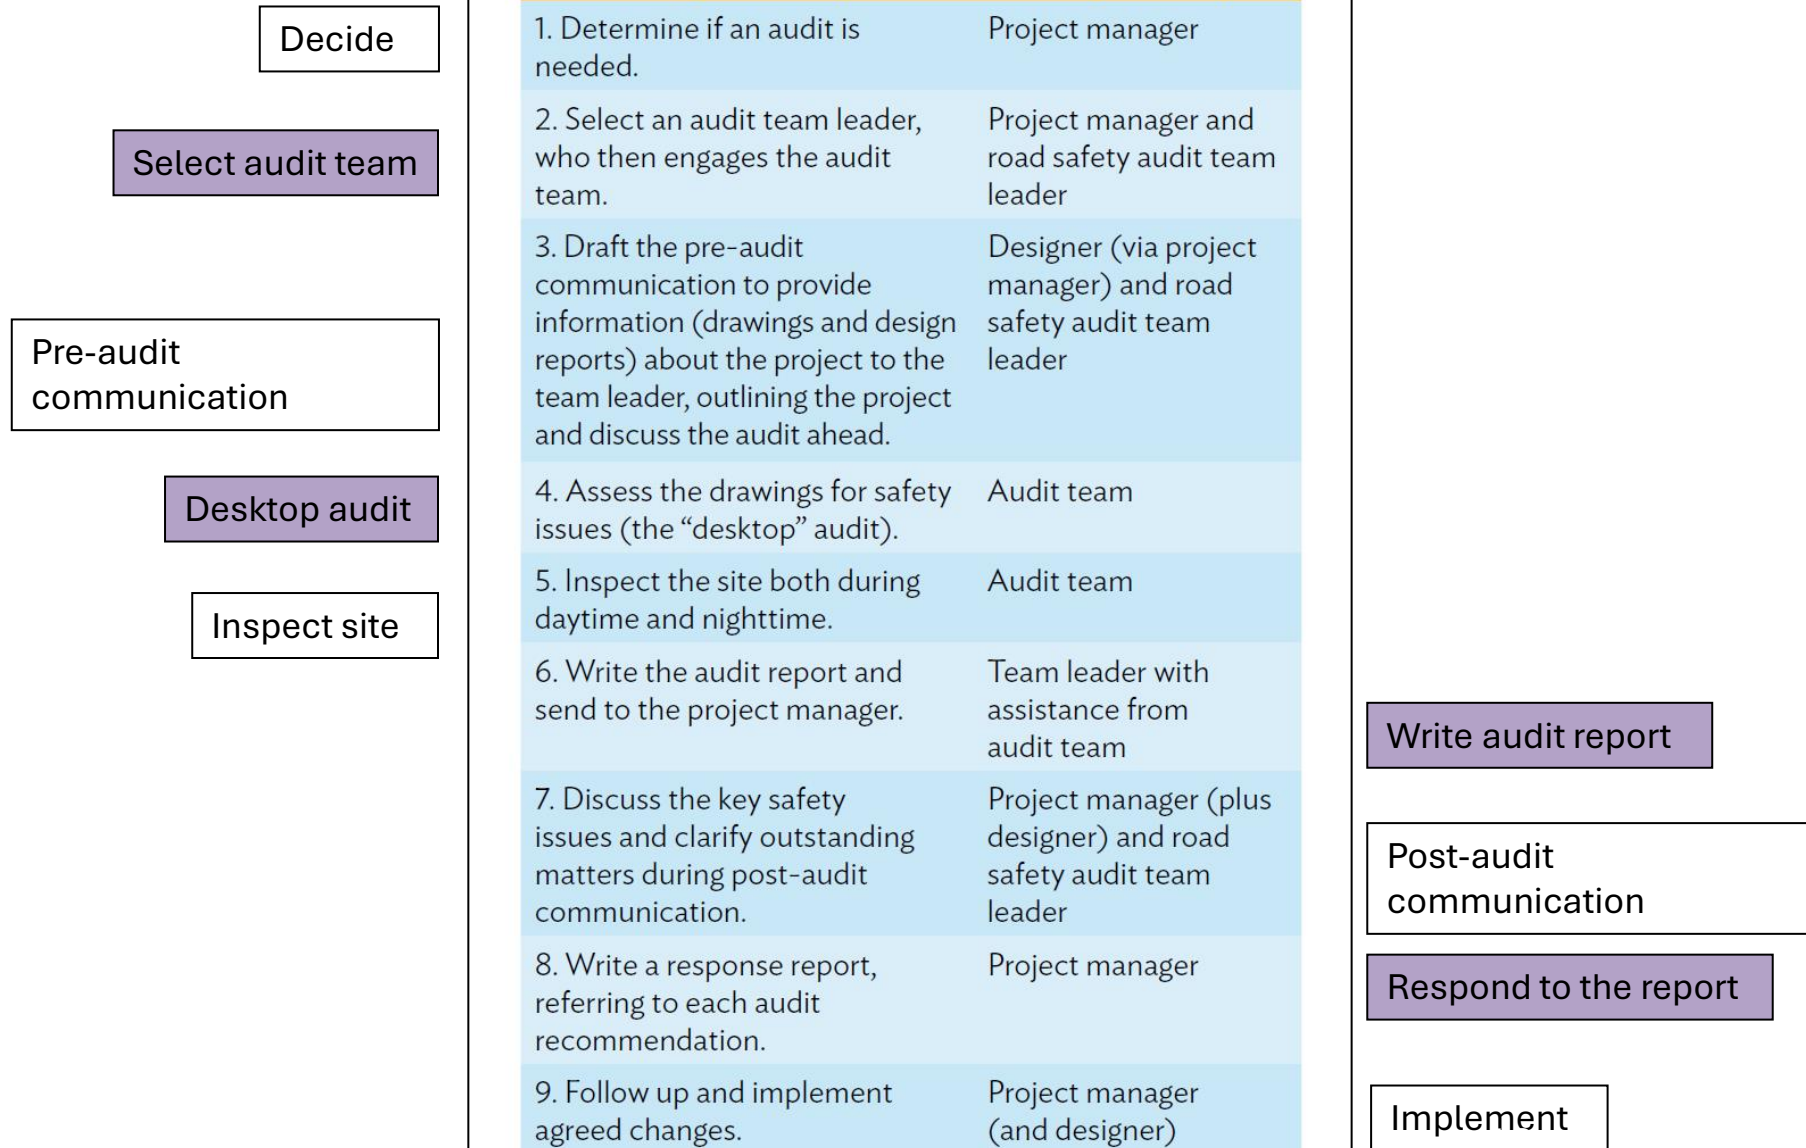 Decide
Select audit team
Pre-audit
communication
Desktop audit
Inspect site
1. Determine if an audit is
needed.
Project manager
2. Select an audit team leader,
who then engages the audit
team.
Project manager and
road safety audit team
leader
3. Draft the pre-audit
communication to provide
information (drawings and design
reports) about the project to the
team leader, outlining the project
and discuss the audit ahead.
Designer (via project
manager) and road
safety audit team
leader
4. Assess the drawings for safety
issues (the “desktop” audit).
Audit team
5. Inspect the site both during
daytime and nighttime.
Audit team
6. Write the audit report and
send to the project manager.
Team leader with
assistance from
audit team
7. Discuss the key safety
issues and clarify outstanding
matters during post-audit
communication.
Project manager (plus
designer) and road
safety audit team
leader
8. Write a response report,
referring to each audit
recommendation.
Project manager
9. Follow up and implement
agreed changes.
Project manager
(and designer)
Write audit report
Post-audit
communication
Respond to the report
Implement